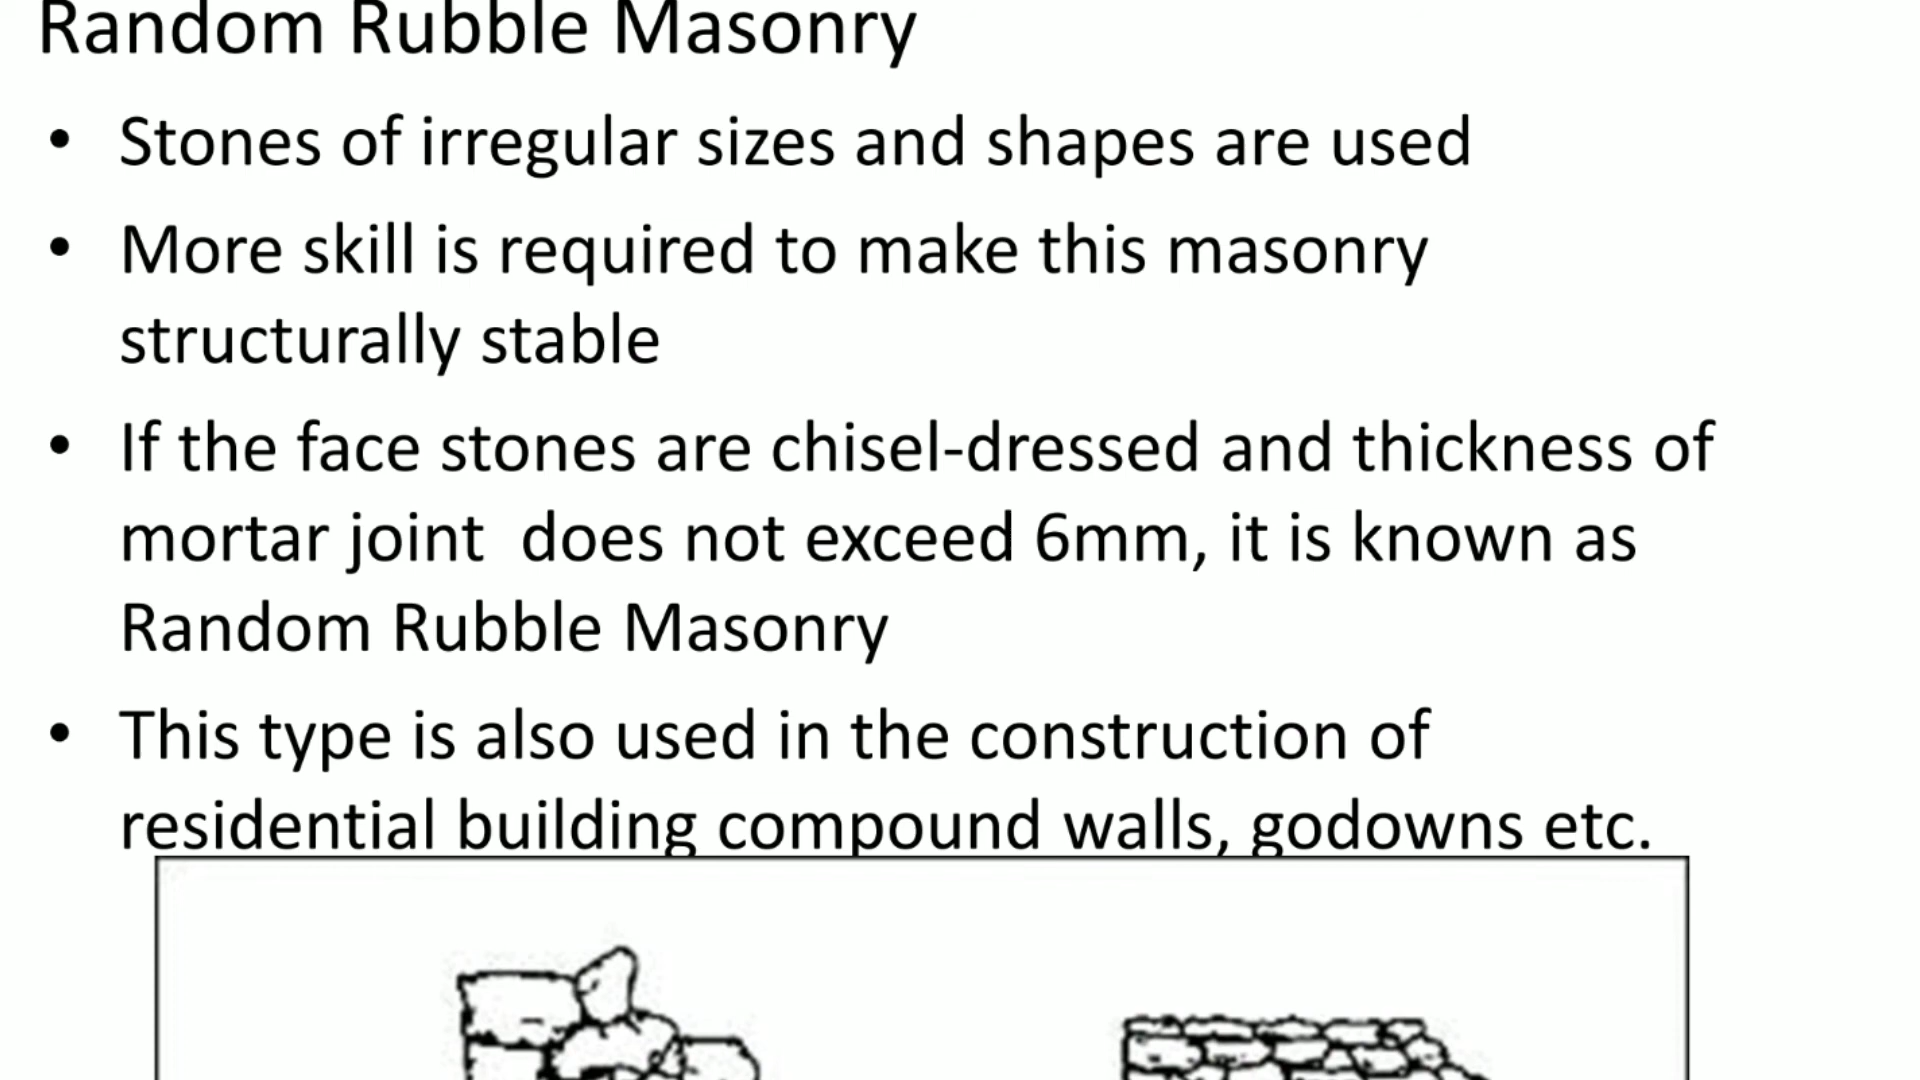 Random Rubble Masonry
• Stones of irregular sizes and shapes are used
• More skill is required to make this masonry
structurally stable
• If the face stones are chisel-dressed and thickness of
mortar joint does not exceed 6mm, it is known as
Random Rubble Masonry
• This type is also used in the construction of
residential building compound walls, godowns etc.